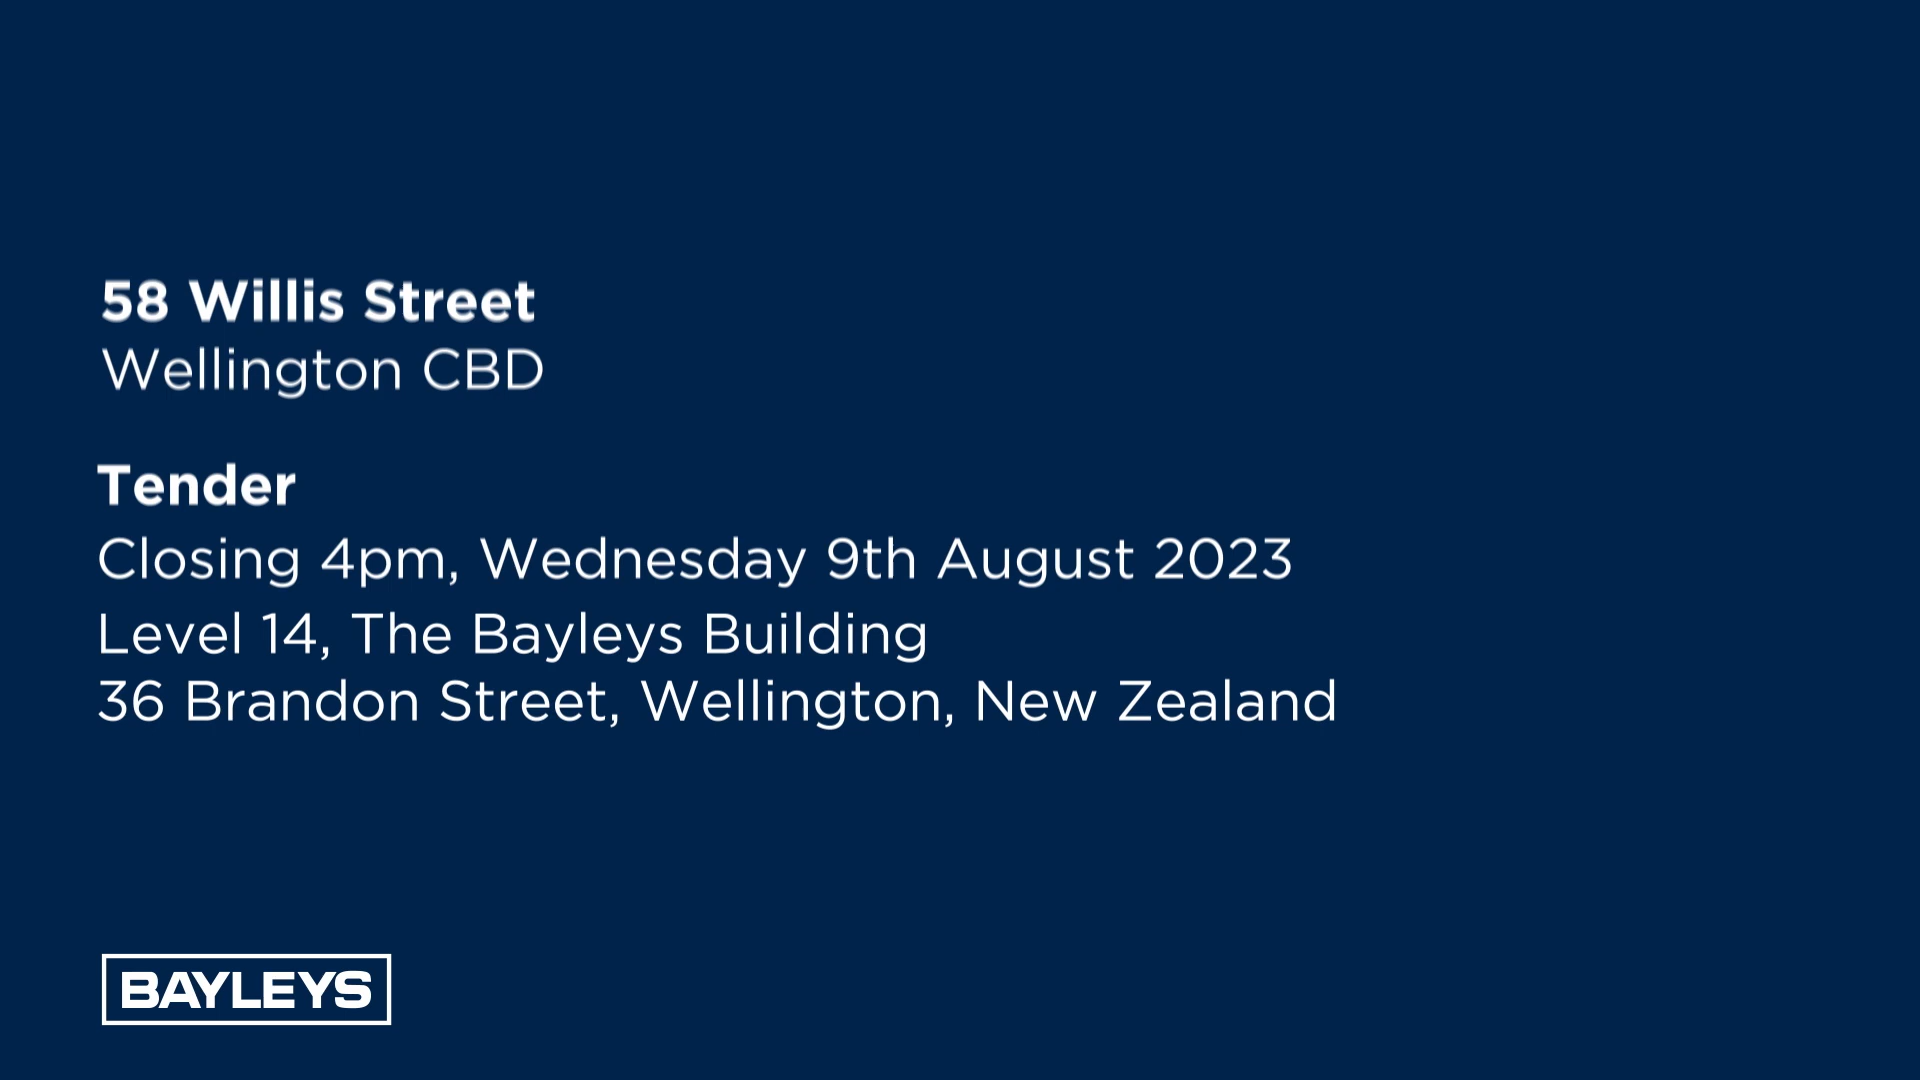 58 Willis Street
Wellington CBD
Tender
Closing 4pm, Wednesday 9th August 2023
Level 14, The Bayleys Building
36 Brandon Street, Wellington, New Zealand
BAYLEYS